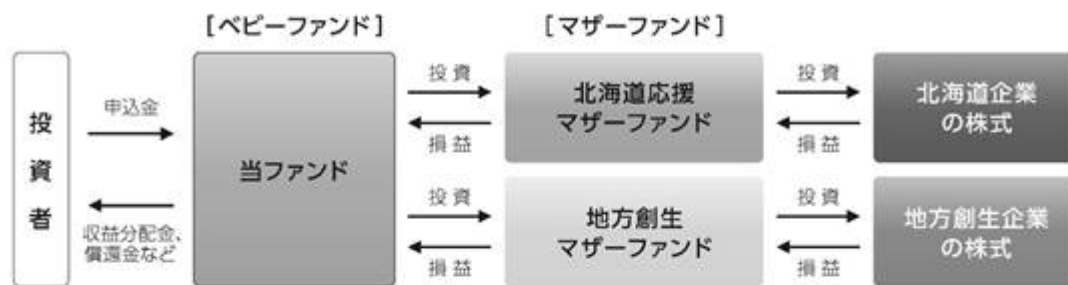 [ベビーファンド]
[マザーファンド]
投資者
申込金
収益分配金、
償還金など
当ファンド
投資
損益
北海道応援
マザーファンド
投資
損益
北海道企業
の株式
投資
損益
地方創生
マザーファンド
投資
損益
地方創生企業
の株式